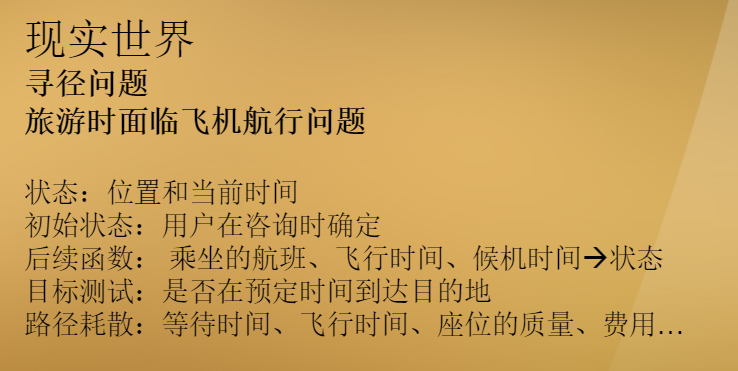 现实世界
寻径问题
旅游时面临飞机航行问题
状态：位置和当前时间
初始状态：用户在咨询时确定
后续函数： 乘坐的航班、飞行时间、候机时间→状态
目标测试：是否在预定时间到达目的地
路径耗散：等待时间、飞行时间、座位的质量、费用…